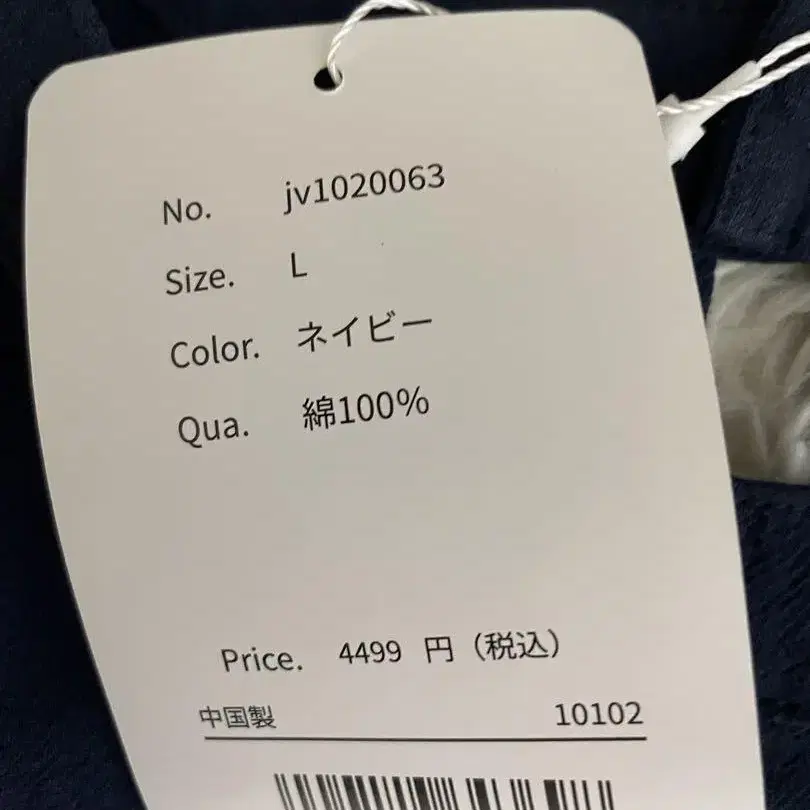 No. jv1020063
Size. L
Color. ネイビー
Qua. 綿100%
Price. 4499 円（税込）
中国製 10102